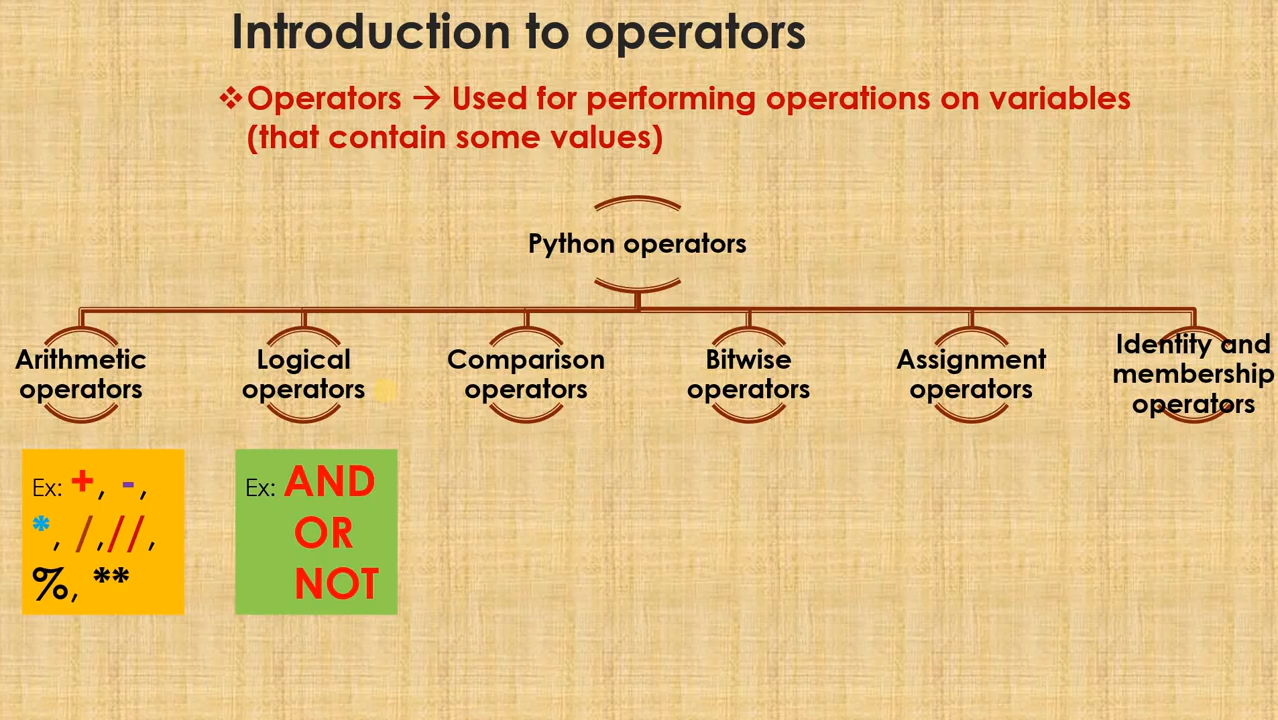 Introduction to operators
❖Operators → Used for performing operations on variables
(that contain some values)
Python operators
Arithmetic
operators
Logical
operators
Comparison
operators
Bitwise
operators
Assignment
operators
Identity and
membership
operators
Ex: +, -,
*, /,//,
%, **
Ex: AND
OR
NOT